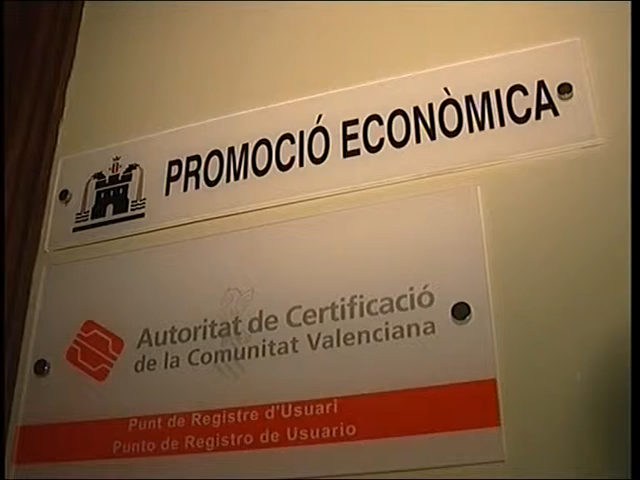 PROMOCIÓ ECONÒMICA
Autoritat de Certificació
de la Comunitat Valenciana
Punt de Registre d'Usuari
Punto de Registro de Usuario